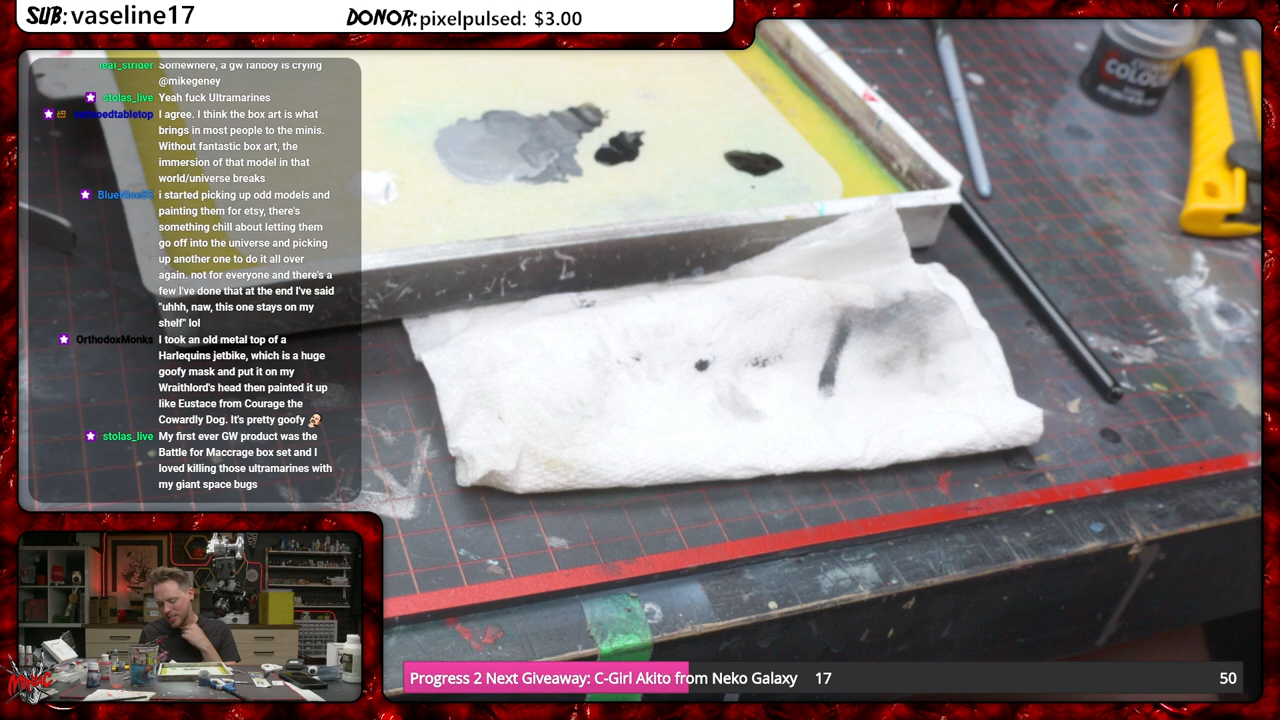 SUB: vaseline17
DONOR: pixelpulsed: $3.00
leaf_strider Somewhere, a gw fanboy is crying
@mikegeney
stolas_live Yeah fuck Ultramarines
I agree. I think the box art is what
brings in most people to the minis.
Without fantastic box art, the
immersion of that model in that
world/universe breaks
i started picking up odd models and
painting them for etsy, there's
something chill about letting them
go off into the universe and picking
up another one to do it all over
again. not for everyone and there's a
few I've done that at the end I've said
"uhhh, naw, this one stays on my
shelf" lol
OrthodoxMonks I took an old metal top of a
Harlequins jetbike, which is a huge
goofy mask and put it on my
Wraithlord's head then painted it up
like Eustace from Courage the
Cowardly Dog. It's pretty goofy
stolas_live My first ever GW product was the
Battle for Maccrage box set and I
loved killing those ultramarines with
my giant space bugs
COLOUR
Progress 2 Next Giveaway: C-Girl Akito from Neko Galaxy 17 50